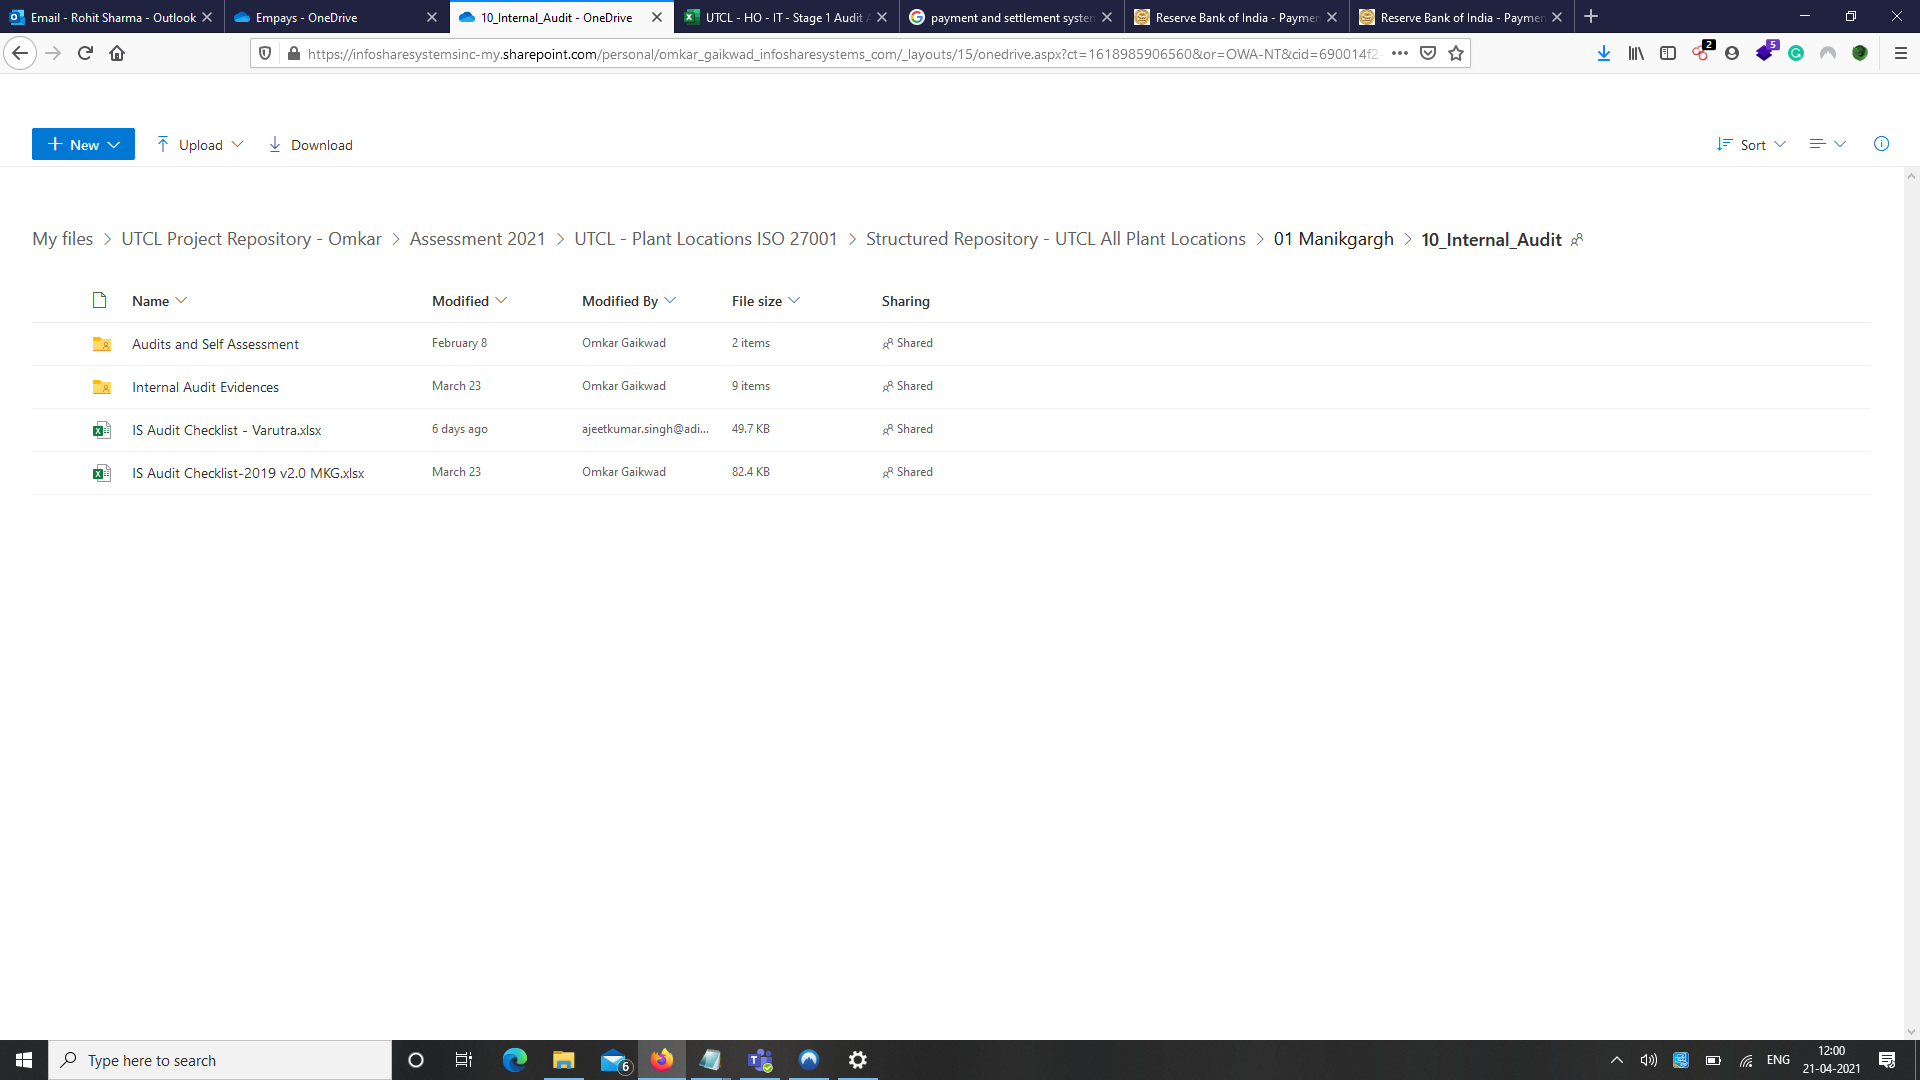 Email - Rohit Sharma - Outlook
Empays - OneDrive
10_Internal_Audit - OneDrive
UTCL - HO - IT - Stage 1 Audit
payment and settlement system
Reserve Bank of India - Paymen
Reserve Bank of India - Paymen
https://infosharesystemsinc-my.sharepoint.com/personal/omkar_gaikwad_infosharesystems_com/_layouts/15/onedrive.aspx?ct=1618985906560&or=OWA-NT&cid=690014f2-
2
5
New
Upload
Download
Sort
My files > UTCL Project Repository - Omkar > Assessment 2021 > UTCL - Plant Locations ISO 27001 > Structured Repository - UTCL All Plant Locations > 01 Manikgargh > 10_Internal_Audit
Name Modified Modified By File size Sharing
Audits and Self Assessment February 8 Omkar Gaikwad 2 items Shared
Internal Audit Evidences March 23 Omkar Gaikwad 9 items Shared
IS Audit Checklist - Varutra.xlsx 6 days ago ajeetkumar.singh@adi... 49.7 KB Shared
IS Audit Checklist-2019 v2.0 MKG.xlsx March 23 Omkar Gaikwad 82.4 KB Shared
Type here to search
6
ENG
12:00
21-04-2021